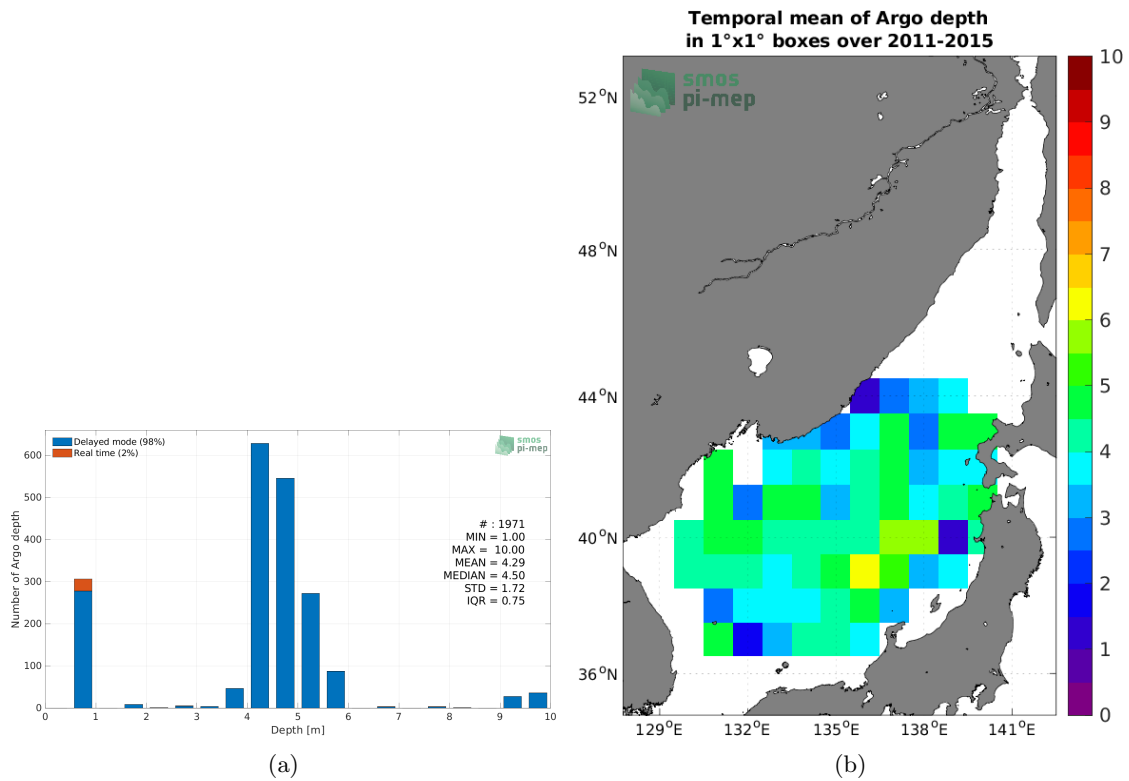 Temporal mean of Argo depth
in 1°x1° boxes over 2011-2015
smos
pi-mep
52°N
48°N
44°N
40°N
36°N
129°E
132°E
135°E
138°E
141°E
10
9
8
7
6
5
4
3
2
1
0
Delayed mode (98%)
Real time (2%)
smos
pi-mep
# : 1971
MIN = 1.00
MAX = 10.00
MEAN = 4.29
MEDIAN = 4.50
STD = 1.72
IQR = 0.75
Number of Argo depth
600
500
400
300
200
100
0
0 1 2 3 4 5 6 7 8 9 10
Depth [m]
(a)
(b)